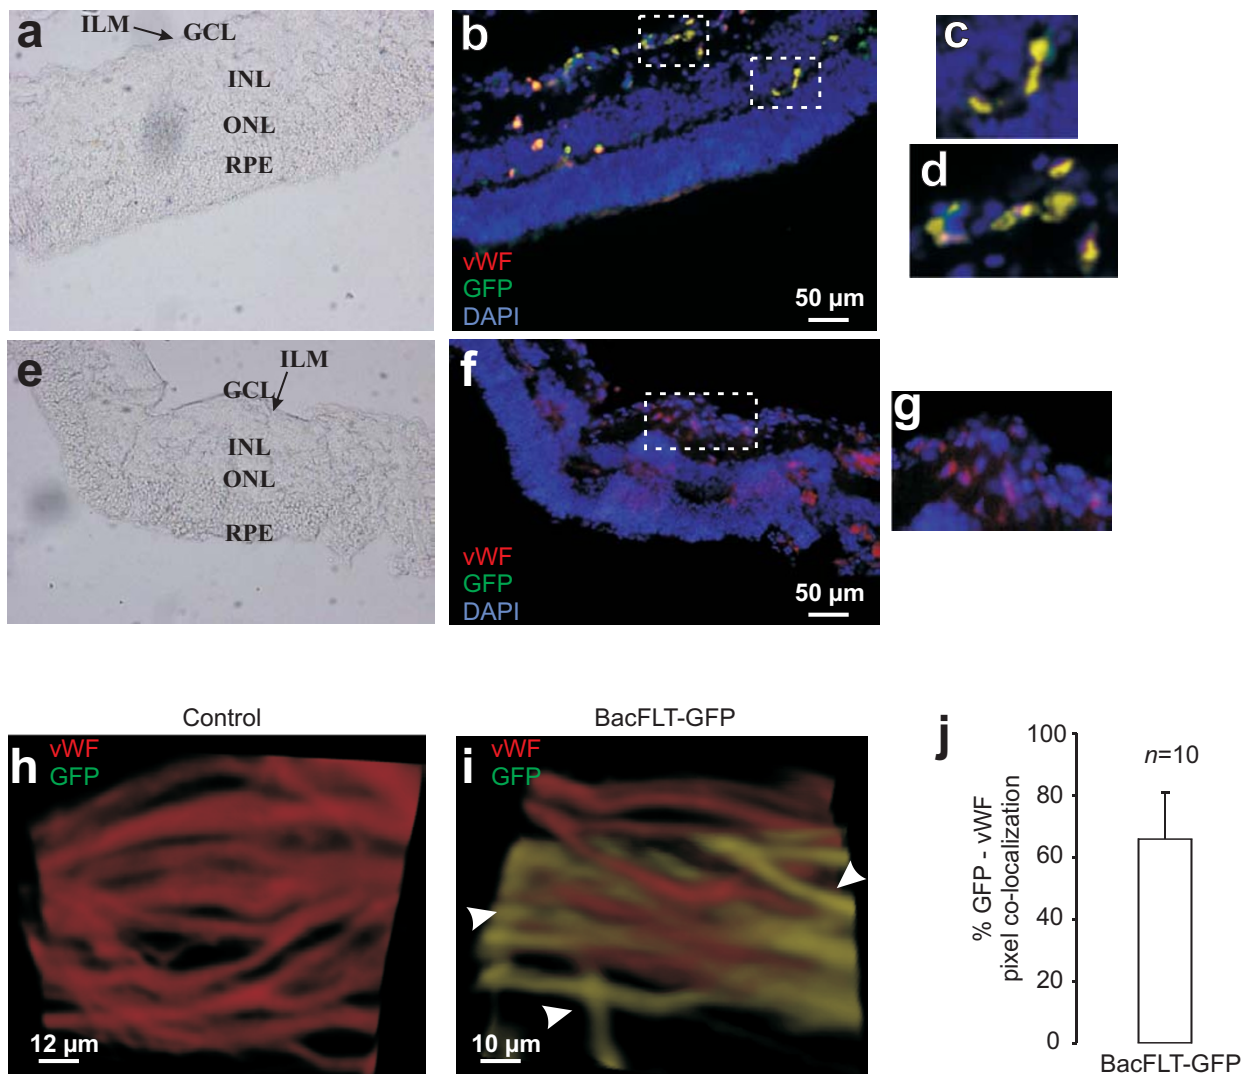 a
ILM
GCL
INL
ONL
RPE
b
vWF
GFP
DAPI
50 µm
c
d
e
ILM
GCL
INL
ONL
RPE
f
vWF
GFP
DAPI
50 µm
g
Control
h
vWF
GFP
12 µm
BacFLT-GFP
i
vWF
GFP
10 µm
j
% GFP - vWF
pixel co-localization
100
80
60
40
20
0
n=10
BacFLT-GFP